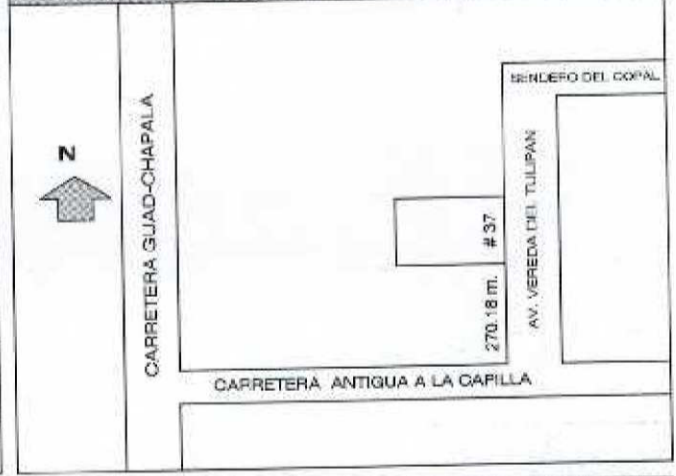 SENDERO DEL COPAL
N
CARRETERA GUAD-CHAPALA
AV. VEREDA DEL TULIPAN
# 37
270.18 m.
CARRETERA ANTIGUA A LA CAPILLA